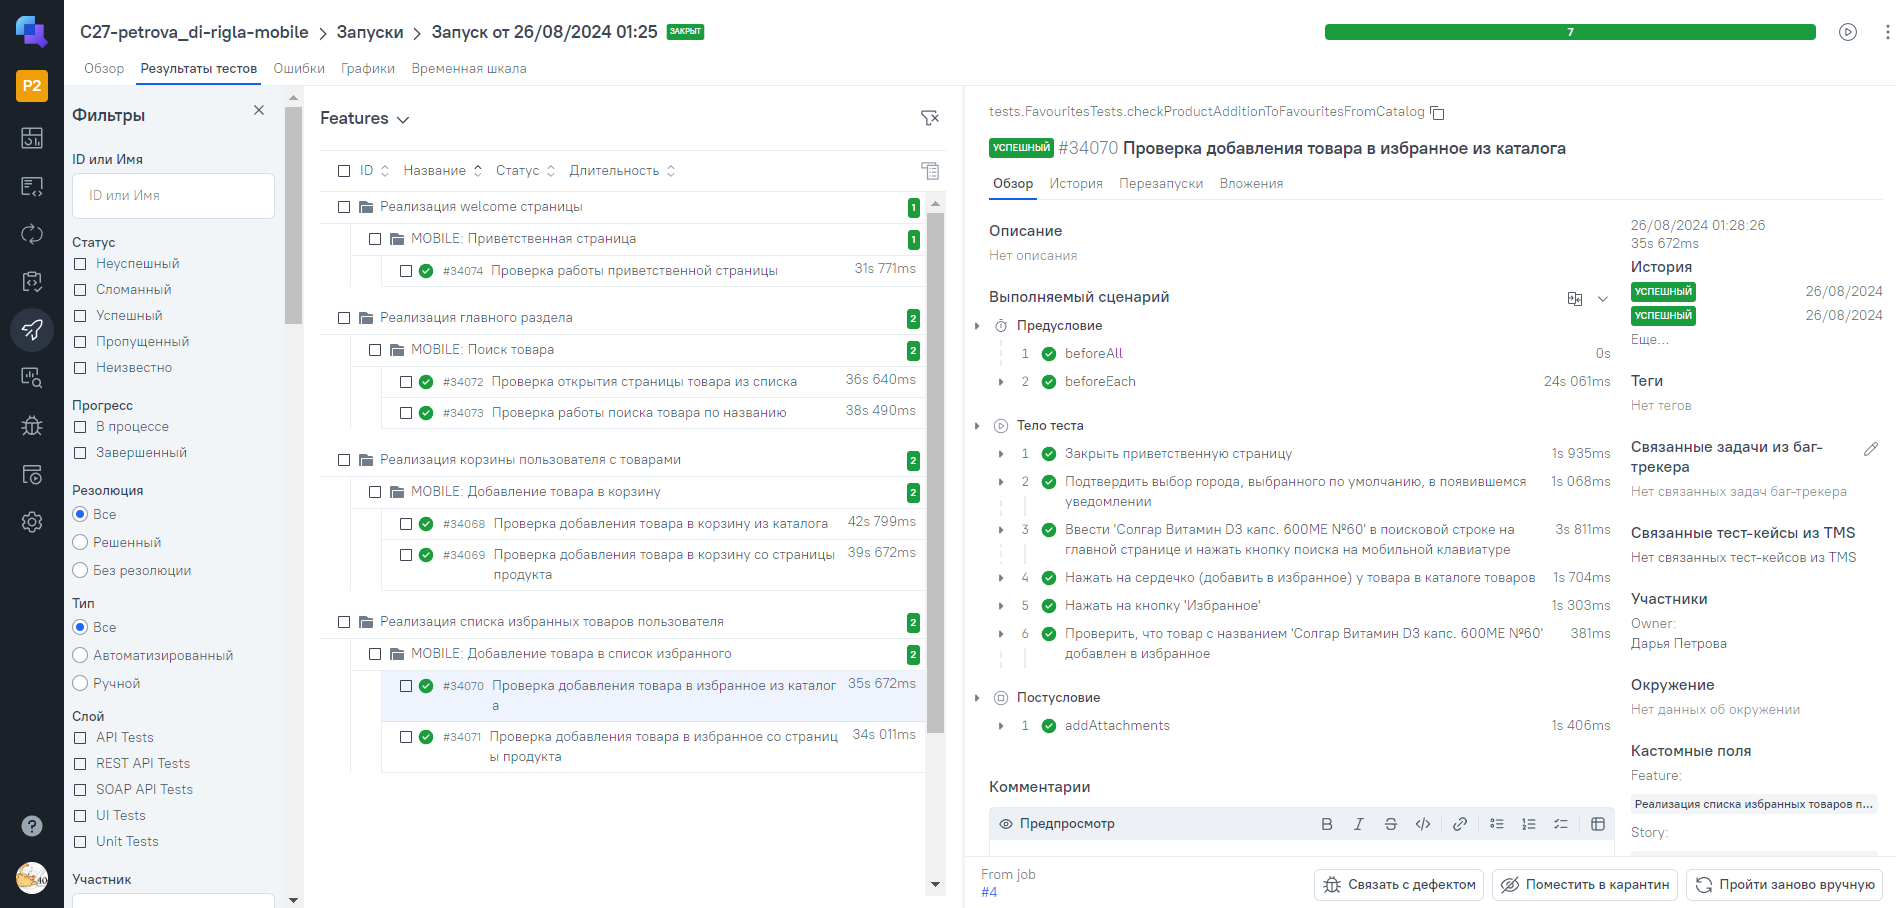 C27-petrova_di-rigla-mobile > Запуски > Запуск от 26/08/2024 01:25 ЗАКРЫТ
7
P2
Обзор Результаты тестов Ошибки Графики Временная шкала
Фильтры
ID или Имя
ID или Имя
Статус
Неуспешный
Сломанный
Успешный
Пропущенный
Неизвестно
Прогресс
В процессе
Завершенный
Резолюция
Все
Решенный
Без резолюции
Тип
Все
Автоматизированный
Ручной
Слой
API Tests
REST API Tests
SOAP API Tests
UI Tests
Unit Tests
Участник
Features
ID Название Статус Длительность
Реализация welcome страницы 1
MOBILE: Приветственная страница 1
#34074 Проверка работы приветственной страницы 31s 771ms
Реализация главного раздела 2
MOBILE: Поиск товара 2
#34072 Проверка открытия страницы товара из списка 36s 640ms
#34073 Проверка работы поиска товара по названию 38s 490ms
Реализация корзины пользователя с товарами 2
MOBILE: Добавление товара в корзину 2
#34068 Проверка добавления товара в корзину из каталога 42s 799ms
#34069 Проверка добавления товара в корзину со страницы 39s 672ms
продукта
Реализация списка избранных товаров пользователя 2
MOBILE: Добавление товара в список избранного 2
#34070 Проверка добавления товара в избранное из каталог 35s 672ms
а
#34071 Проверка добавления товара в избранное со страниц 34s 011ms
ы продукта
tests.FavouritesTests.checkProductAdditionToFavouritesFromCatalog
УСПЕШНЫЙ #34070 Проверка добавления товара в избранное из каталога
Обзор История Перезапуски Вложения
Описание
Нет описания
Выполняемый сценарий
Предусловие
1 beforeAll 0s
2 beforeEach 24s 061ms
Тело теста
1 Закрыть приветственную страницу 1s 935ms
2 Подтвердить выбор города, выбранного по умолчанию, в появившемся 1s 068ms
уведомлении
3 Ввести 'Солгар Витамин D3 капс. 600МЕ №60' в поисковой строке на 3s 811ms
главной странице и нажать кнопку поиска на мобильной клавиатуре
4 Нажать на сердечко (добавить в избранное) у товара в каталоге товаров 1s 704ms
5 Нажать на кнопку 'Избранное' 1s 303ms
6 Проверить, что товар с названием 'Солгар Витамин D3 капс. 600МЕ №60' 381ms
добавлен в избранное
Постусловие
1 addAttachments 1s 406ms
Комментарии
Предпросмотр
26/08/2024 01:28:26
35s 672ms
История
УСПЕШНЫЙ 26/08/2024
УСПЕШНЫЙ 26/08/2024
Еще...
Теги
Нет тегов
Связанные задачи из баг-
трекера
Нет связанных задач баг-трекера
Связанные тест-кейсы из TMS
Нет связанных тест-кейсов из TMS
Участники
Owner:
Дарья Петрова
Окружение
Нет данных об окружении
Кастомные поля
Feature:
Реализация списка избранных товаров п...
Story:
From job
#4
Связать с дефектом Поместить в карантин Пройти заново вручную